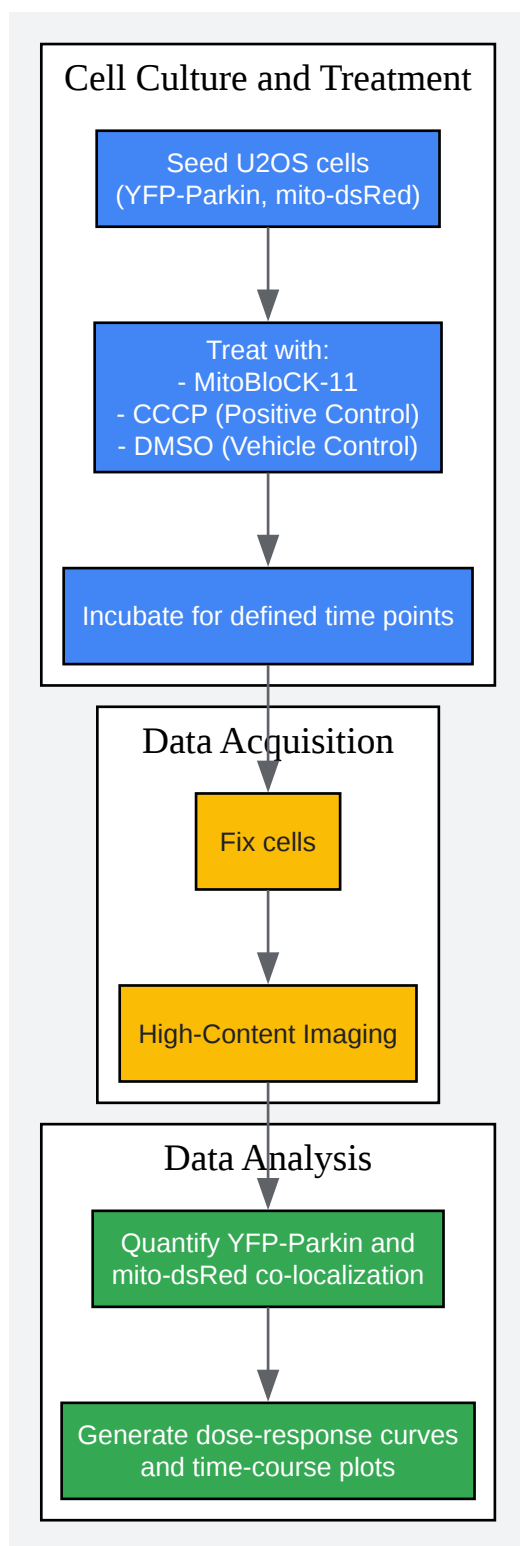 Cell Culture and Treatment
Seed U2OS cells
(YFP-Parkin, mito-dsRed)
Treat with:
- MitoBloCK-11
- CCCP (Positive Control)
- DMSO (Vehicle Control)
Incubate for defined time points
Data Acquisition
Fix cells
High-Content Imaging
Data Analysis
Quantify YFP-Parkin and
mito-dsRed co-localization
Generate dose-response curves
and time-course plots